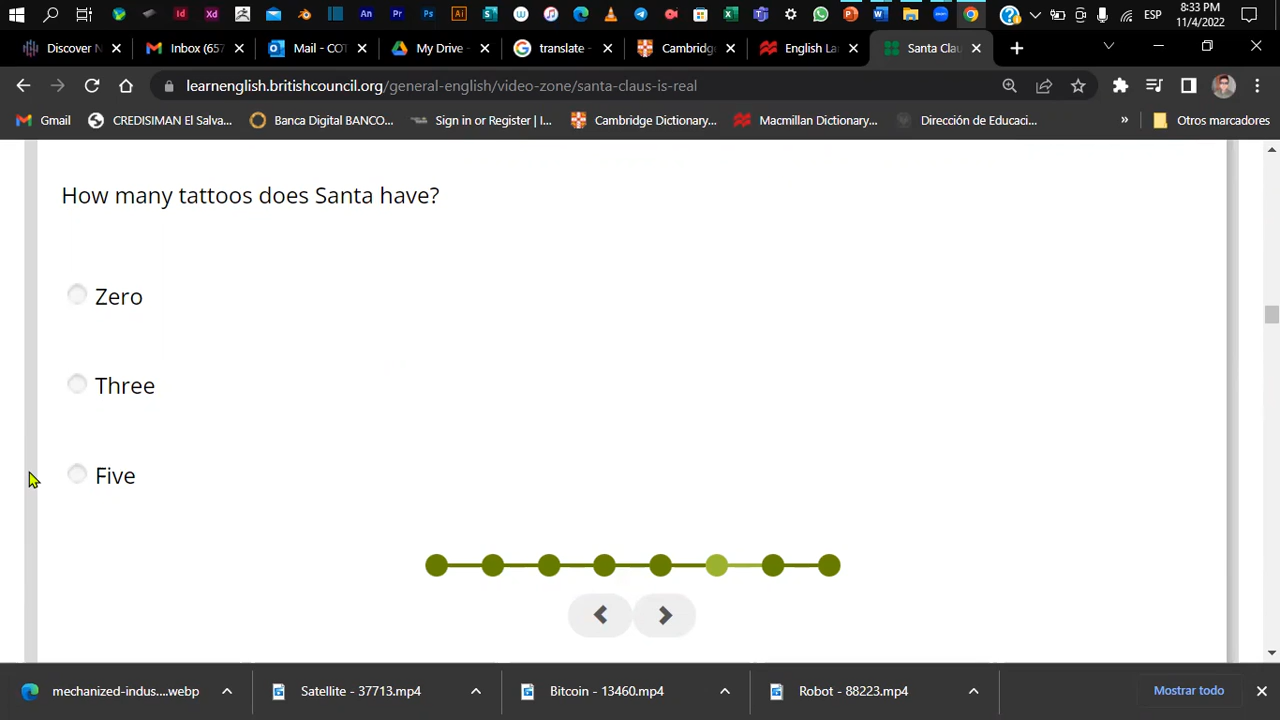 ESP
8:33 PM
11/4/2022
Discover N
Inbox (657
Mail - COT
My Drive -
translate -
Cambridg
English La
Santa Clau
learnenglish.britishcouncil.org/general-english/video-zone/santa-claus-is-real
Gmail
CREDISIMAN El Salva...
Banca Digital BANCO...
Sign in or Register | I...
Cambridge Dictionary...
Macmillan Dictionary...
Dirección de Educaci...
»
Otros marcadores
How many tattoos does Santa have?
Zero
Three
Five
mechanized-indus....webp
Satellite - 37713.mp4
Bitcoin - 13460.mp4
Robot - 88223.mp4
Mostrar todo